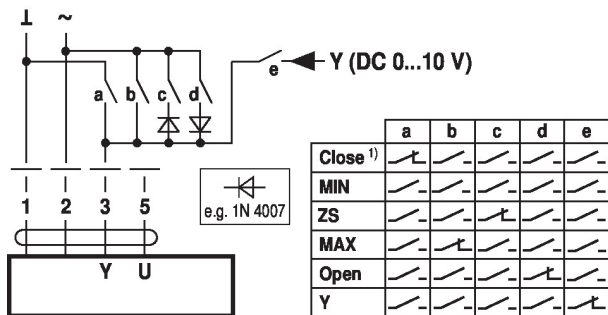 ⊥ ~
e Y (DC 0...10 V)
a b c d
1 2 3 5
Y U
e.g. 1N 4007
a b c d e
Close 1)
MIN
ZS
MAX
Open
Y